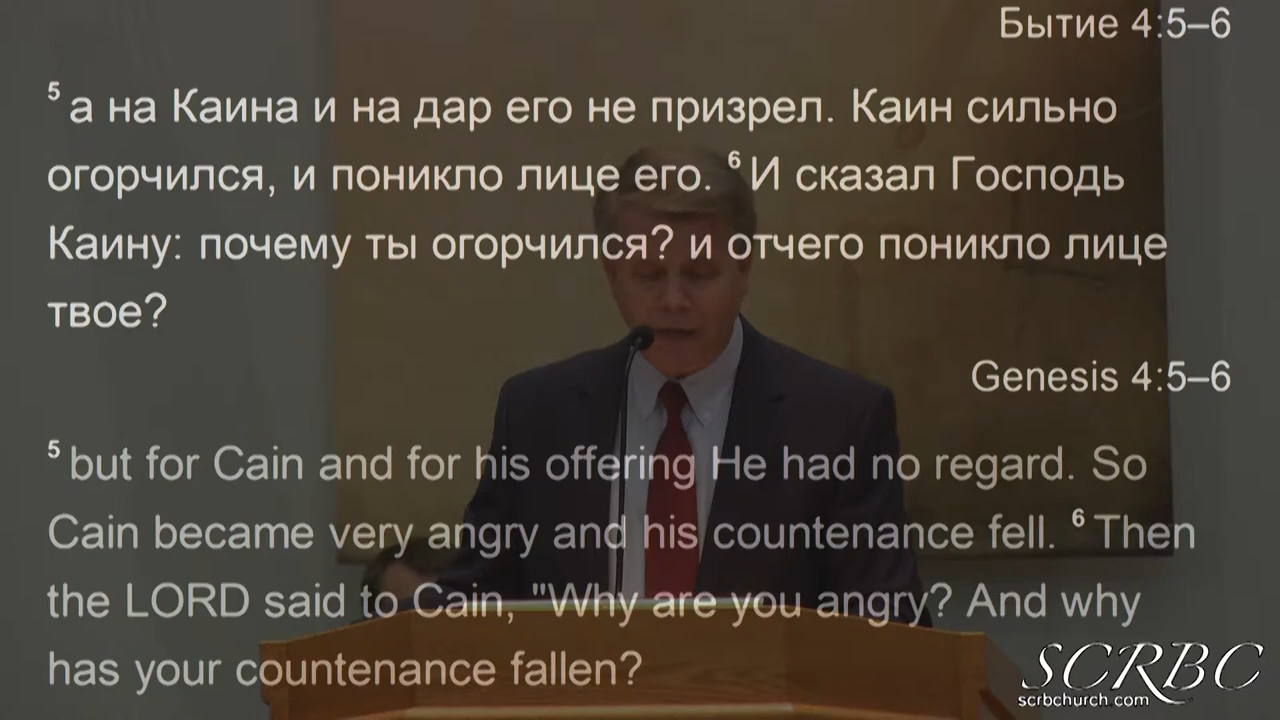 Бытие 4:5–6
5 а на Каина и на дар его не призрел. Каин сильно
огорчился, и поникло лице его. 6 И сказал Господь
Каину: почему ты огорчился? и отчего поникло лице
твое?
Genesis 4:5–6
5 but for Cain and for his offering He had no regard. So
Cain became very angry and his countenance fell. 6 Then
the LORD said to Cain, "Why are you angry? And why
has your countenance fallen?
SCRBC
scrbchurch.com